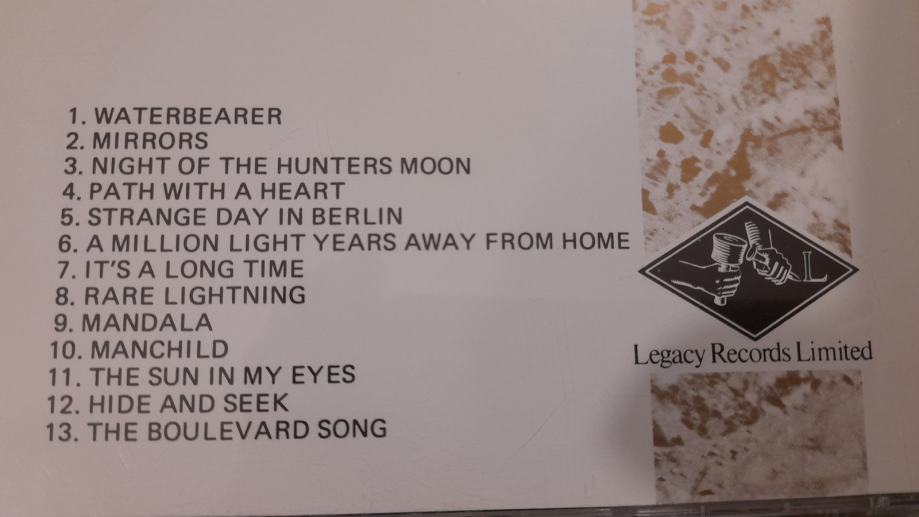 1. WATERBEARER
2. MIRRORS
3. NIGHT OF THE HUNTERS MOON
4. PATH WITH A HEART
5. STRANGE DAY IN BERLIN
6. A MILLION LIGHT YEARS AWAY FROM HOME
7. IT'S A LONG TIME
8. RARE LIGHTNING
9. MANDALA
10. MANCHILD
11. THE SUN IN MY EYES
12. HIDE AND SEEK
13. THE BOULEVARD SONG
L
Legacy Records Limited